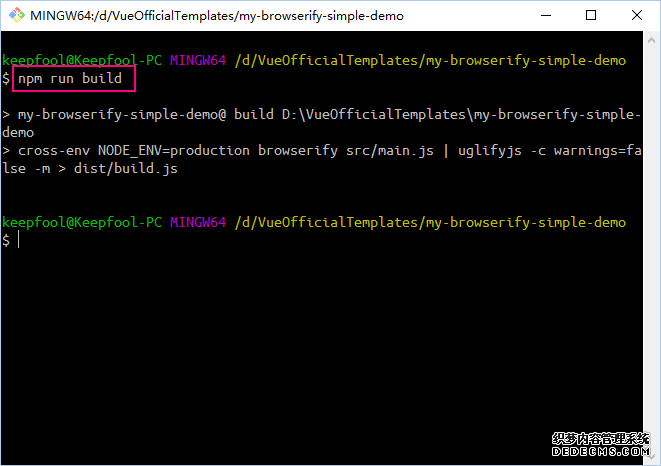 MINGW64:/d/VueOfficialTemplates/my-browserify-simple-demo
keepfool@Keepfool-PC MINGW64 /d/VueOfficialTemplates/my-browserify-simple-demo
$ npm run build
> my-browserify-simple-demo@ build D:\VueOfficialTemplates\my-browserify-simple-
demo
> cross-env NODE_ENV=production browserify src/main.js | uglifyjs -c warnings=fa
lse -m > dist/build.js
keepfool@Keepfool-PC MINGW64 /d/VueOfficialTemplates/my-browserify-simple-demo
$
织梦内容管理系统
DEDECMS.COM